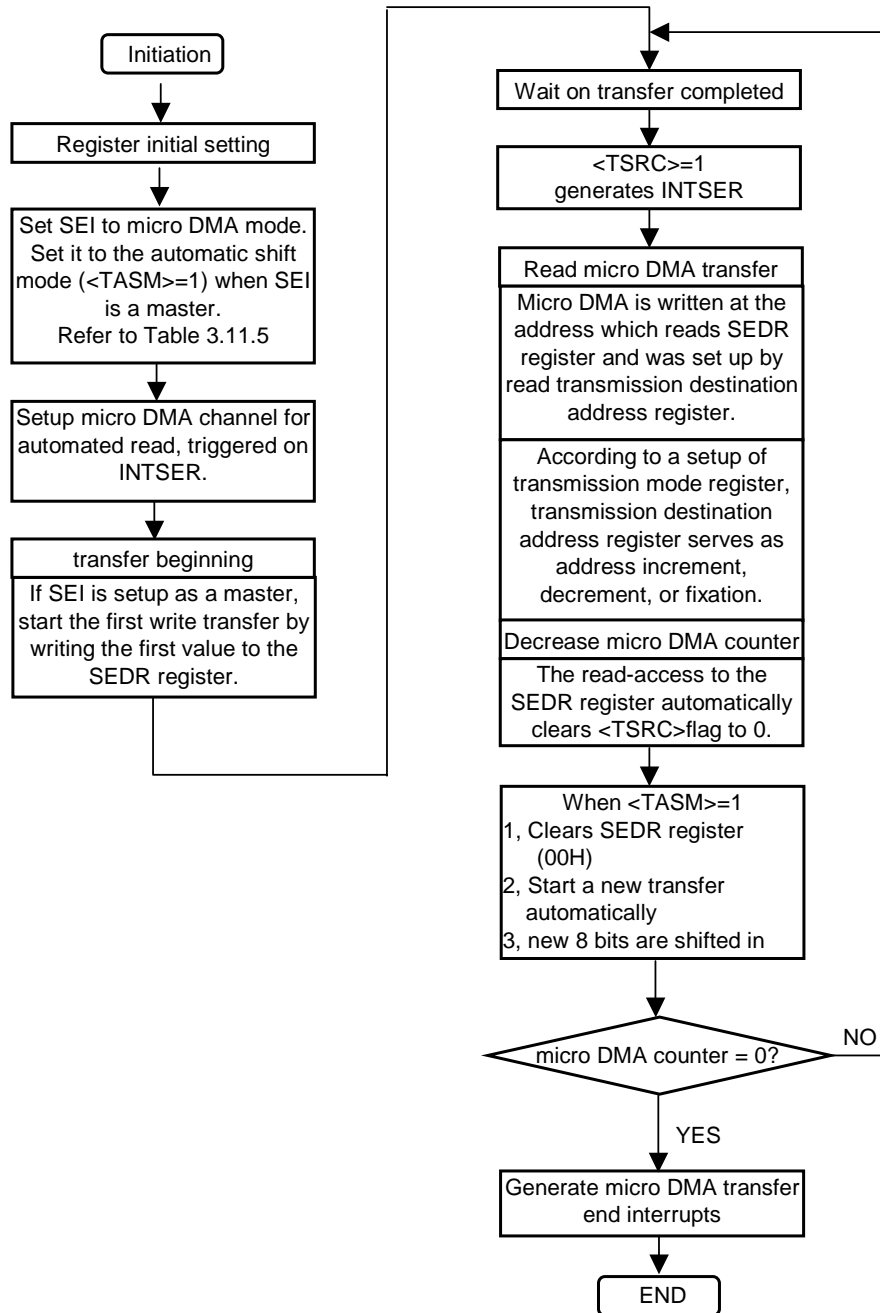 Initiation
Register initial setting
Set SEI to micro DMA mode.
Set it to the automatic shift
mode (<TASM>=1) when SEI
is a master.
Refer to Table 3.11.5
Setup micro DMA channel for
automated read, triggered on
INTSER.
transfer beginning
If SEI is setup as a master,
start the first write transfer by
writing the first value to the
SEDR register.
Wait on transfer completed
<TSRC>=1
generates INTSER
Read micro DMA transfer
Micro DMA is written at the
address which reads SEDR
register and was set up by
read transmission destination
address register.
According to a setup of
transmission mode register,
transmission destination
address register serves as
address increment,
decrement, or fixation.
Decrease micro DMA counter
The read-access to the
SEDR register automatically
clears <TSRC>flag to 0.
When <TASM>=1
1, Clears SEDR register
(00H)
2, Start a new transfer
automatically
3, new 8 bits are shifted in
micro DMA counter = 0?
NO
YES
Generate micro DMA transfer
end interrupts
END